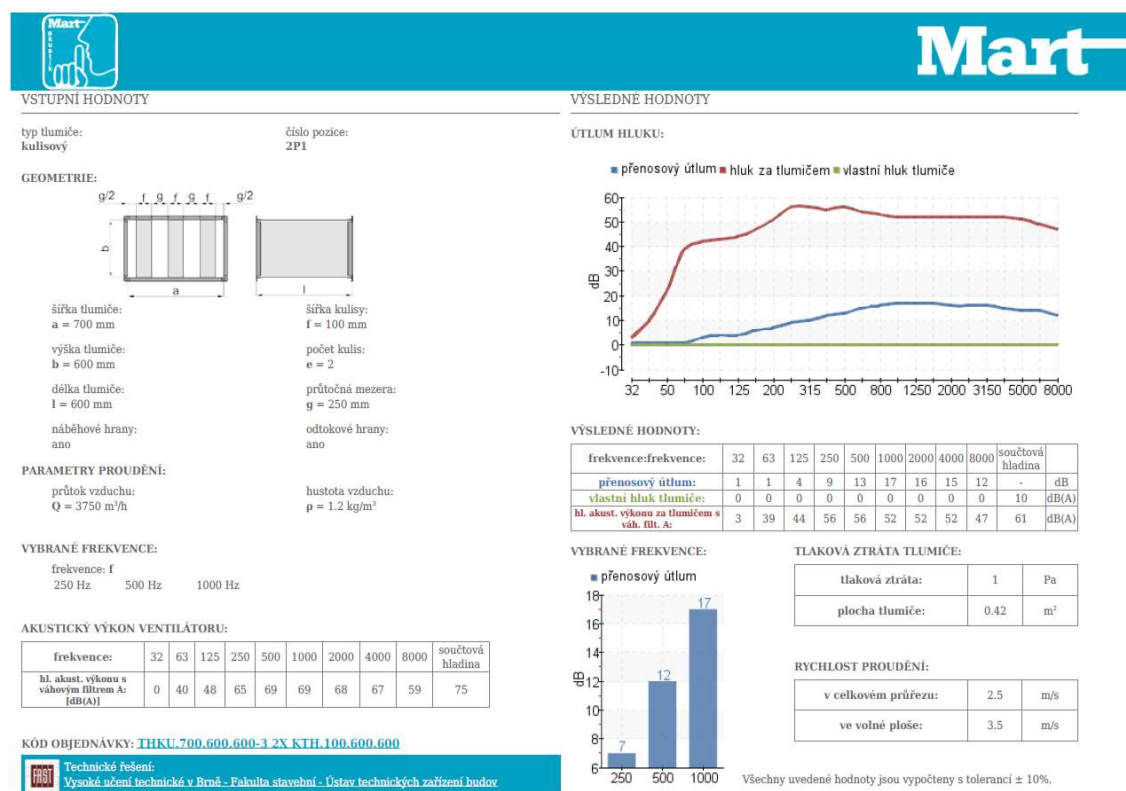 Mart
akustik
Mart
VSTUPNÍ HODNOTY
typ tlumiče:
kulisový
číslo pozice:
2P1
GEOMETRIE:
g/2 f g f g f g/2
b
a
l
šířka tlumiče:
a = 700 mm
šířka kulisy:
f = 100 mm
výška tlumiče:
b = 600 mm
počet kulis:
e = 2
délka tlumiče:
l = 600 mm
průtočná mezera:
g = 250 mm
náběhové hrany:
ano
odtokové hrany:
ano
PARAMETRY PROUDĚNÍ:
průtok vzduchu:
Q = 3750 m³/h
hustota vzduchu:
ρ = 1.2 kg/m³
VYBRANÉ FREKVENCE:
frekvence: f
250 Hz 500 Hz 1000 Hz
AKUSTICKÝ VÝKON VENTILÁTORU:
frekvence: 32 63 125 250 500 1000 2000 4000 8000 součtová hladina
hl. akust. výkonu s
váhovým filtrem A:
[dB(A)]
0 40 48 65 69 69 68 67 59 75
KÓD OBJEDNÁVKY: THKU.700.600.600-3 2X KTH.100.600.600
FAST
Technické řešení:
Vysoké učení technické v Brně - Fakulta stavební - Ústav technických zařízení budov
VÝSLEDNÉ HODNOTY
ÚTLUM HLUKU:
přenosový útlum hluk za tlumičem vlastní hluk tlumiče
60
50
40
30
20
10
0
-10
dB
32 50 100 125 200 315 500 800 1250 2000 3150 5000 8000
VÝSLEDNÉ HODNOTY:
frekvence:frekvence: 32 63 125 250 500 1000 2000 4000 8000 součtová hladina
přenosový útlum: 1 1 4 9 13 17 16 15 12 - dB
vlastní hluk tlumiče: 0 0 0 0 0 0 0 0 0 10 dB(A)
hl. akust. výkonu za tlumičem s
váh. filt. A:
3 39 44 56 56 52 52 52 47 61 dB(A)
VYBRANÉ FREKVENCE:
přenosový útlum
18
16
14
12
10
8
6
dB
7
12
17
250 500 1000
TLAKOVÁ ZTRÁTA TLUMIČE:
tlaková ztráta: 1 Pa
plocha tlumiče: 0.42 m²
RYCHLOST PROUDĚNÍ:
v celkovém průřezu: 2.5 m/s
ve volné ploše: 3.5 m/s
Všechny uvedené hodnoty jsou vypočteny s tolerancí ± 10%.